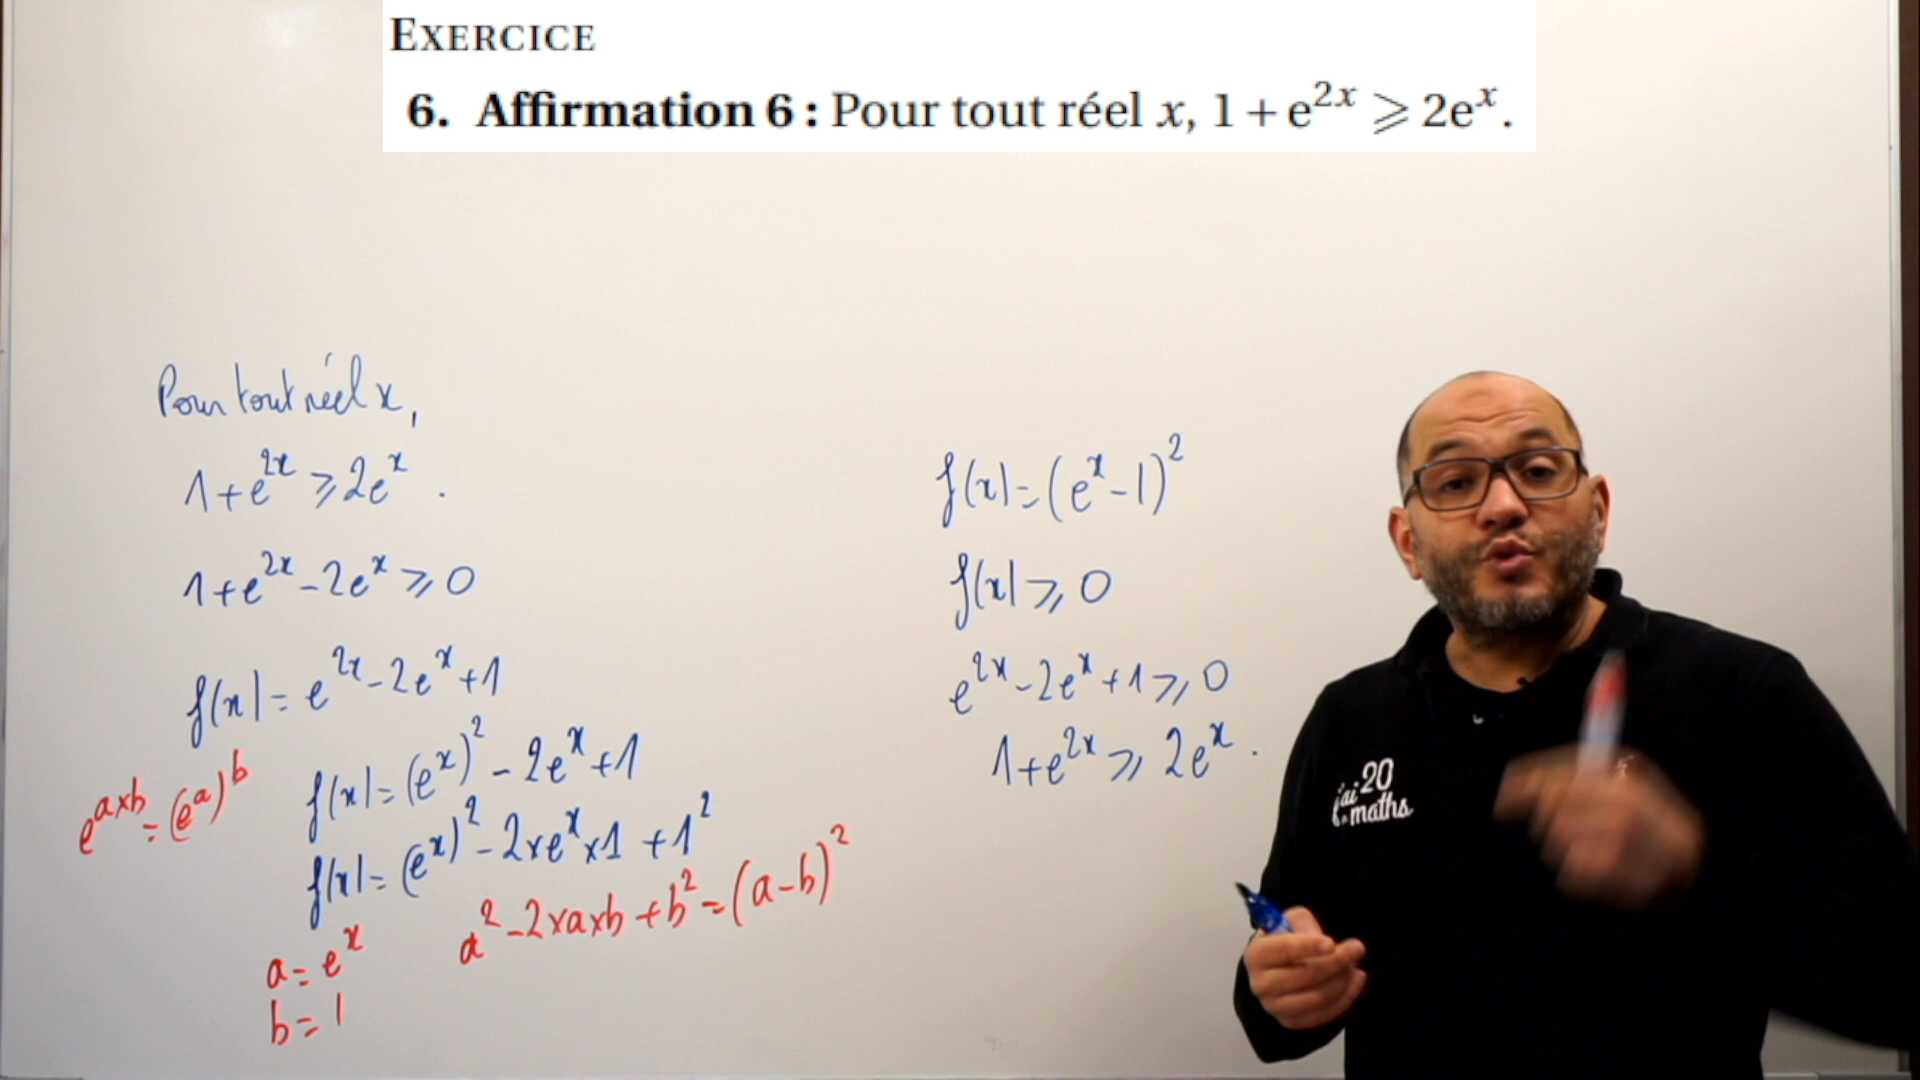 EXERCICE
6. Affirmation 6 : Pour tout réel x, 1 + e^{2x} ⩾ 2e^x.
Pour tout réel x,
1+e^{2x} ⩾ 2e^x.
1+e^{2x} - 2e^x ⩾ 0
f(x) = e^{2x} - 2e^x + 1
f(x) = (e^x)^2 - 2e^x + 1
e^{a×b} = (e^a)^b
f(x) = (e^x)^2 - 2×e^x×1 + 1^2
a^2 - 2×a×b + b^2 = (a-b)^2
a = e^x
b = 1
f(x) = (e^x - 1)^2
f(x) ⩾ 0
e^{2x} - 2e^x + 1 ⩾ 0
1+e^{2x} ⩾ 2e^x.
j'ai 20
en maths